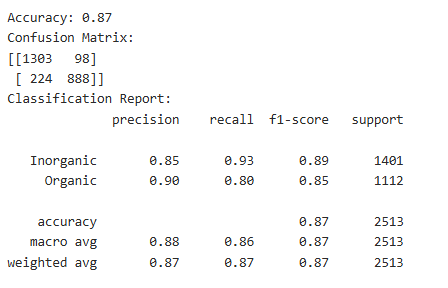 Accuracy: 0.87
Confusion Matrix:
[[1303   98]
 [ 224  888]]
Classification Report:
              precision    recall  f1-score   support

   Inorganic       0.85      0.93      0.89      1401
     Organic       0.90      0.80      0.85      1112

    accuracy                           0.87      2513
   macro avg       0.88      0.86      0.87      2513
weighted avg       0.87      0.87      0.87      2513